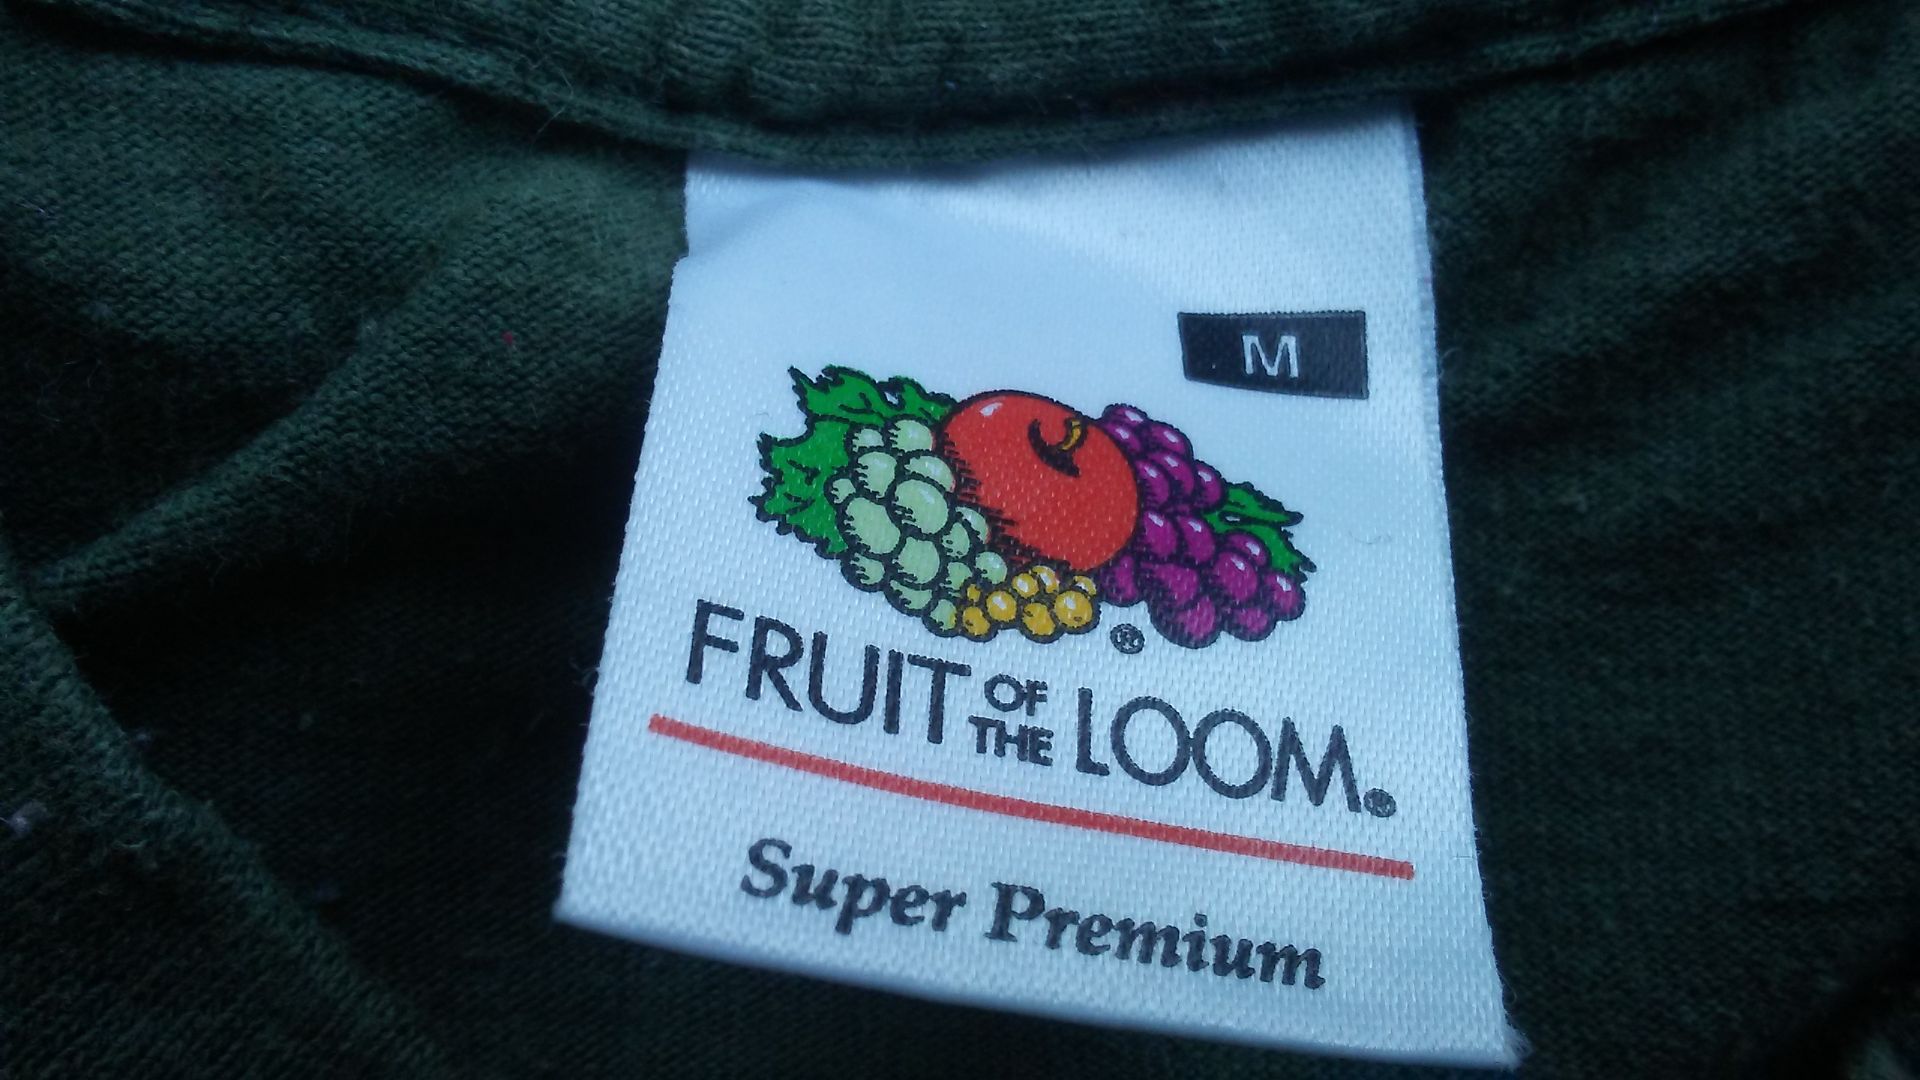 M
®
FRUIT OF THE LOOM®
Super Premium